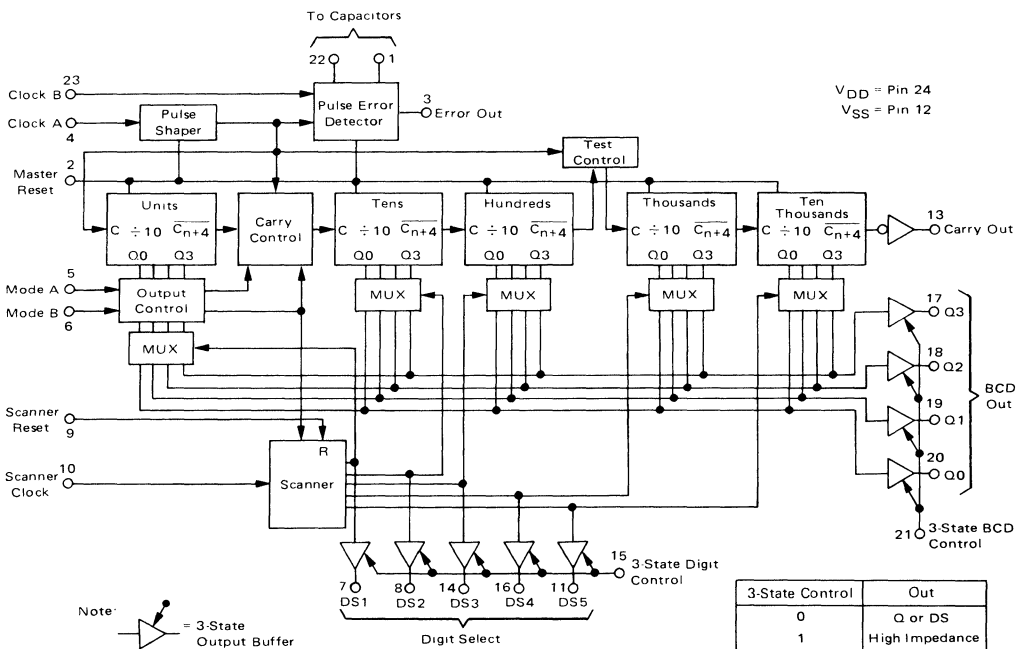 To Capacitors
22
1
23
Clock B
Clock A
4
Pulse
Shaper
Pulse Error
Detector
3
Error Out
VDD = Pin 24
VSS = Pin 12
Master
Reset
2
Test
Control
Units
C ÷10 C̅n+4
Q0 Q3
Carry
Control
Tens
C ÷10 C̅n+4
Q0 Q3
Hundreds
C ÷10 C̅n+4
Q0 Q3
Thousands
C ÷10 C̅n+4
Q0 Q3
Ten
Thousands
C ÷10 C̅n+4
Q0 Q3
13
Carry Out
5
Mode A
Mode B
6
Output
Control
MUX
MUX
MUX
MUX
MUX
17
Q3
18
Q2
19
Q1
20
Q0
BCD
Out
21
3-State BCD
Control
Scanner
Reset
9
10
Scanner
Clock
R
Scanner
15
3-State Digit
Control
7
DS1
8
DS2
14
DS3
16
DS4
11
DS5
Digit Select
Note:
= 3-State
Output Buffer
3-State Control Out
0 Q or DS
1 High Impedance